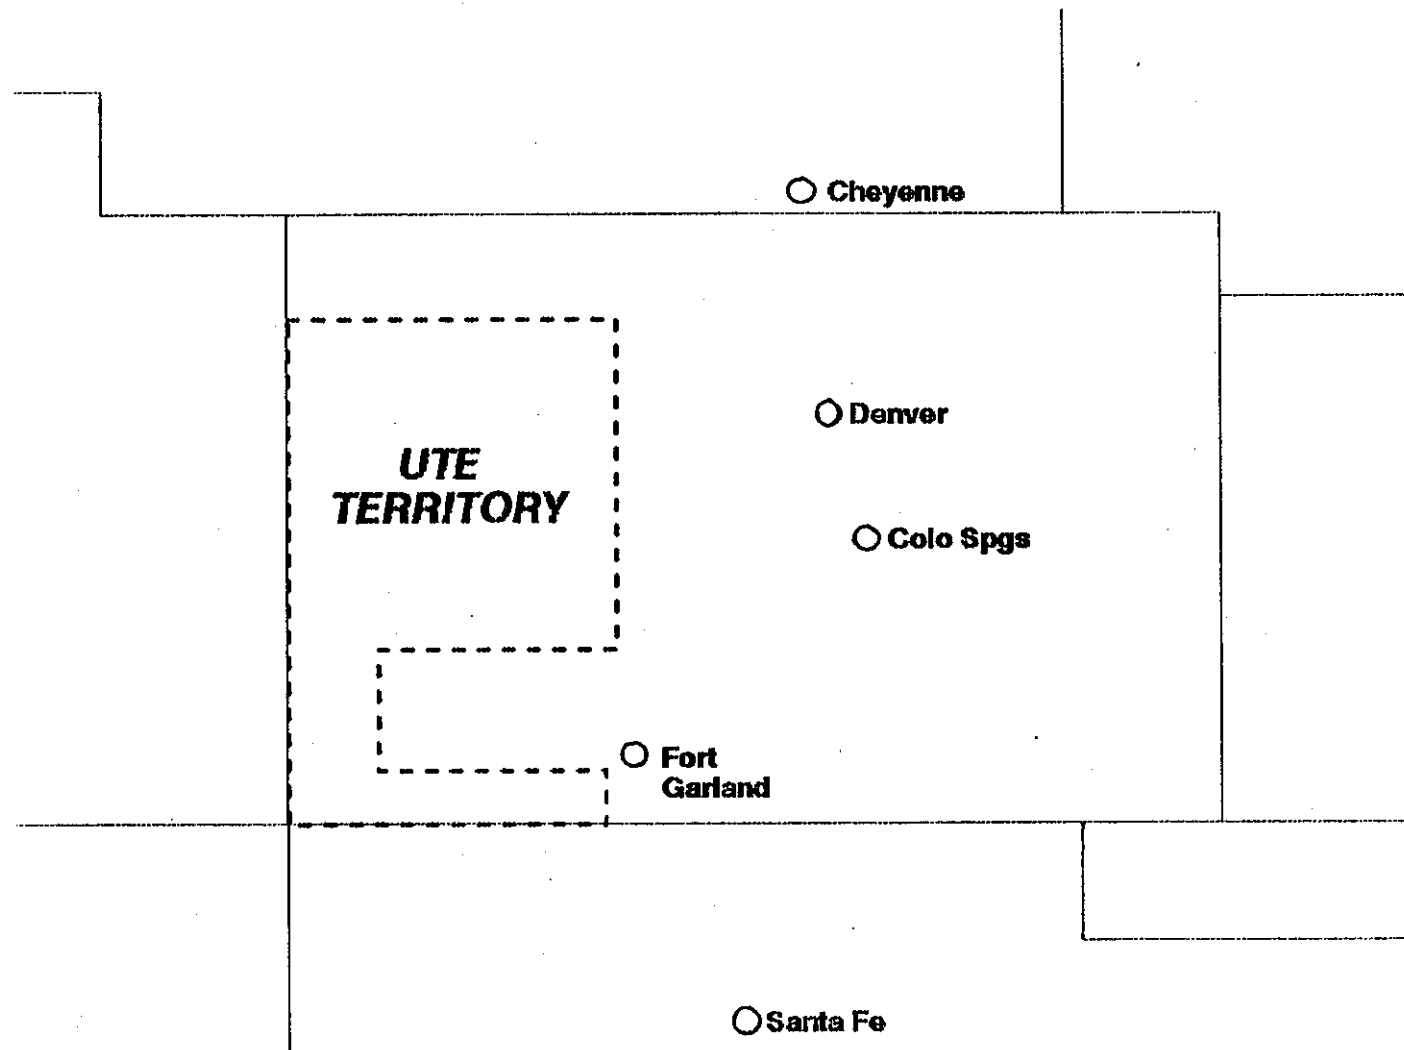 Cheyenne
Denver
UTE
TERRITORY
Colo Spgs
Fort
Garland
Santa Fe